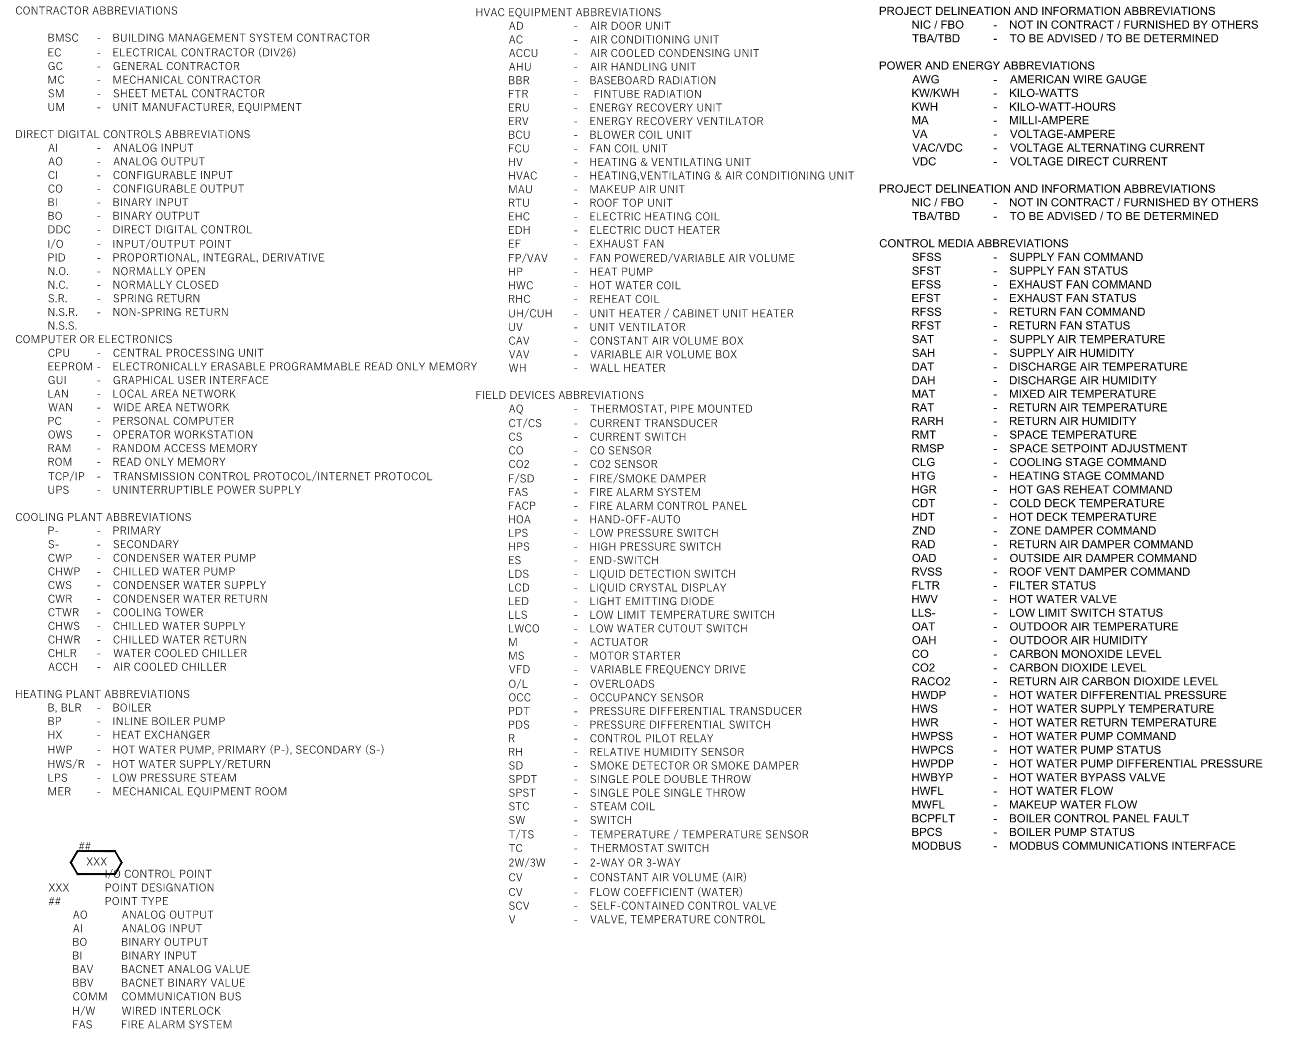 CONTRACTOR ABBREVIATIONS
BMSC - BUILDING MANAGEMENT SYSTEM CONTRACTOR
EC - ELECTRICAL CONTRACTOR (DIV26)
GC - GENERAL CONTRACTOR
MC - MECHANICAL CONTRACTOR
SM - SHEET METAL CONTRACTOR
UM - UNIT MANUFACTURER, EQUIPMENT
DIRECT DIGITAL CONTROLS ABBREVIATIONS
AI - ANALOG INPUT
AO - ANALOG OUTPUT
CI - CONFIGURABLE INPUT
CO - CONFIGURABLE OUTPUT
BI - BINARY INPUT
BO - BINARY OUTPUT
DDC - DIRECT DIGITAL CONTROL
I/O - INPUT/OUTPUT POINT
PID - PROPORTIONAL, INTEGRAL, DERIVATIVE
N.O. - NORMALLY OPEN
N.C. - NORMALLY CLOSED
S.R. - SPRING RETURN
N.S.R. - NON-SPRING RETURN
N.S.S.
COMPUTER OR ELECTRONICS
CPU - CENTRAL PROCESSING UNIT
EEPROM - ELECTRONICALLY ERASABLE PROGRAMMABLE READ ONLY MEMORY
GUI - GRAPHICAL USER INTERFACE
LAN - LOCAL AREA NETWORK
WAN - WIDE AREA NETWORK
PC - PERSONAL COMPUTER
OWS - OPERATOR WORKSTATION
RAM - RANDOM ACCESS MEMORY
ROM - READ ONLY MEMORY
TCP/IP - TRANSMISSION CONTROL PROTOCOL/INTERNET PROTOCOL
UPS - UNINTERRUPTIBLE POWER SUPPLY
COOLING PLANT ABBREVIATIONS
P- - PRIMARY
S- - SECONDARY
CWP - CONDENSER WATER PUMP
CHWP - CHILLED WATER PUMP
CWS - CONDENSER WATER SUPPLY
CWR - CONDENSER WATER RETURN
CTWR - COOLING TOWER
CHWS - CHILLED WATER SUPPLY
CHWR - CHILLED WATER RETURN
CHLR - WATER COOLED CHILLER
ACCH - AIR COOLED CHILLER
HEATING PLANT ABBREVIATIONS
B, BLR - BOILER
BP - INLINE BOILER PUMP
HX - HEAT EXCHANGER
HWP - HOT WATER PUMP, PRIMARY (P-), SECONDARY (S-)
HWS/R - HOT WATER SUPPLY/RETURN
LPS - LOW PRESSURE STEAM
MER - MECHANICAL EQUIPMENT ROOM
##
XXX
I/O CONTROL POINT
XXX POINT DESIGNATION
## POINT TYPE
AO ANALOG OUTPUT
AI ANALOG INPUT
BO BINARY OUTPUT
BI BINARY INPUT
BAV BACNET ANALOG VALUE
BBV BACNET BINARY VALUE
COMM COMMUNICATION BUS
H/W WIRED INTERLOCK
FAS FIRE ALARM SYSTEM
HVAC EQUIPMENT ABBREVIATIONS
AD - AIR DOOR UNIT
AC - AIR CONDITIONING UNIT
ACCU - AIR COOLED CONDENSING UNIT
AHU - AIR HANDLING UNIT
BBR - BASEBOARD RADIATION
FTR - FINTUBE RADIATION
ERU - ENERGY RECOVERY UNIT
ERV - ENERGY RECOVERY VENTILATOR
BCU - BLOWER COIL UNIT
FCU - FAN COIL UNIT
HV - HEATING & VENTILATING UNIT
HVAC - HEATING,VENTILATING & AIR CONDITIONING UNIT
MAU - MAKEUP AIR UNIT
RTU - ROOF TOP UNIT
EHC - ELECTRIC HEATING COIL
EDH - ELECTRIC DUCT HEATER
EF - EXHAUST FAN
FP/VAV - FAN POWERED/VARIABLE AIR VOLUME
HP - HEAT PUMP
HWC - HOT WATER COIL
RHC - REHEAT COIL
UH/CUH - UNIT HEATER / CABINET UNIT HEATER
UV - UNIT VENTILATOR
CAV - CONSTANT AIR VOLUME BOX
VAV - VARIABLE AIR VOLUME BOX
WH - WALL HEATER
FIELD DEVICES ABBREVIATIONS
AQ - THERMOSTAT, PIPE MOUNTED
CT/CS - CURRENT TRANSDUCER
CS - CURRENT SWITCH
CO - CO SENSOR
CO2 - CO2 SENSOR
F/SD - FIRE/SMOKE DAMPER
FAS - FIRE ALARM SYSTEM
FACP - FIRE ALARM CONTROL PANEL
HOA - HAND-OFF-AUTO
LPS - LOW PRESSURE SWITCH
HPS - HIGH PRESSURE SWITCH
ES - END-SWITCH
LDS - LIQUID DETECTION SWITCH
LCD - LIQUID CRYSTAL DISPLAY
LED - LIGHT EMITTING DIODE
LLS - LOW LIMIT TEMPERATURE SWITCH
LWCO - LOW WATER CUTOUT SWITCH
M - ACTUATOR
MS - MOTOR STARTER
VFD - VARIABLE FREQUENCY DRIVE
O/L - OVERLOADS
OCC - OCCUPANCY SENSOR
PDT - PRESSURE DIFFERENTIAL TRANSDUCER
PDS - PRESSURE DIFFERENTIAL SWITCH
R - CONTROL PILOT RELAY
RH - RELATIVE HUMIDITY SENSOR
SD - SMOKE DETECTOR OR SMOKE DAMPER
SPDT - SINGLE POLE DOUBLE THROW
SPST - SINGLE POLE SINGLE THROW
STC - STEAM COIL
SW - SWITCH
T/TS - TEMPERATURE / TEMPERATURE SENSOR
TC - THERMOSTAT SWITCH
2W/3W - 2-WAY OR 3-WAY
CV - CONSTANT AIR VOLUME (AIR)
CV - FLOW COEFFICIENT (WATER)
SCV - SELF-CONTAINED CONTROL VALVE
V - VALVE, TEMPERATURE CONTROL
PROJECT DELINEATION AND INFORMATION ABBREVIATIONS
NIC / FBO - NOT IN CONTRACT / FURNISHED BY OTHERS
TBA/TBD - TO BE ADVISED / TO BE DETERMINED
POWER AND ENERGY ABBREVIATIONS
AWG - AMERICAN WIRE GAUGE
KW/KWH - KILO-WATTS
KWH - KILO-WATT-HOURS
MA - MILLI-AMPERE
VA - VOLTAGE-AMPERE
VAC/VDC - VOLTAGE ALTERNATING CURRENT
VDC - VOLTAGE DIRECT CURRENT
PROJECT DELINEATION AND INFORMATION ABBREVIATIONS
NIC / FBO - NOT IN CONTRACT / FURNISHED BY OTHERS
TBA/TBD - TO BE ADVISED / TO BE DETERMINED
CONTROL MEDIA ABBREVIATIONS
SFSS - SUPPLY FAN COMMAND
SFST - SUPPLY FAN STATUS
EFSS - EXHAUST FAN COMMAND
EFST - EXHAUST FAN STATUS
RFSS - RETURN FAN COMMAND
RFST - RETURN FAN STATUS
SAT - SUPPLY AIR TEMPERATURE
SAH - SUPPLY AIR HUMIDITY
DAT - DISCHARGE AIR TEMPERATURE
DAH - DISCHARGE AIR HUMIDITY
MAT - MIXED AIR TEMPERATURE
RAT - RETURN AIR TEMPERATURE
RARH - RETURN AIR HUMIDITY
RMT - SPACE TEMPERATURE
RMSP - SPACE SETPOINT ADJUSTMENT
CLG - COOLING STAGE COMMAND
HTG - HEATING STAGE COMMAND
HGR - HOT GAS REHEAT COMMAND
CDT - COLD DECK TEMPERATURE
HDT - HOT DECK TEMPERATURE
ZND - ZONE DAMPER COMMAND
RAD - RETURN AIR DAMPER COMMAND
OAD - OUTSIDE AIR DAMPER COMMAND
RVSS - ROOF VENT DAMPER COMMAND
FLTR - FILTER STATUS
HWV - HOT WATER VALVE
LLS- - LOW LIMIT SWITCH STATUS
OAT - OUTDOOR AIR TEMPERATURE
OAH - OUTDOOR AIR HUMIDITY
CO - CARBON MONOXIDE LEVEL
CO2 - CARBON DIOXIDE LEVEL
RACO2 - RETURN AIR CARBON DIOXIDE LEVEL
HWDP - HOT WATER DIFFERENTIAL PRESSURE
HWS - HOT WATER SUPPLY TEMPERATURE
HWR - HOT WATER RETURN TEMPERATURE
HWPSS - HOT WATER PUMP COMMAND
HWPCS - HOT WATER PUMP STATUS
HWPDP - HOT WATER PUMP DIFFERENTIAL PRESSURE
HWBYP - HOT WATER BYPASS VALVE
HWFL - HOT WATER FLOW
MWFL - MAKEUP WATER FLOW
BCPFLT - BOILER CONTROL PANEL FAULT
BPCS - BOILER PUMP STATUS
MODBUS - MODBUS COMMUNICATIONS INTERFACE